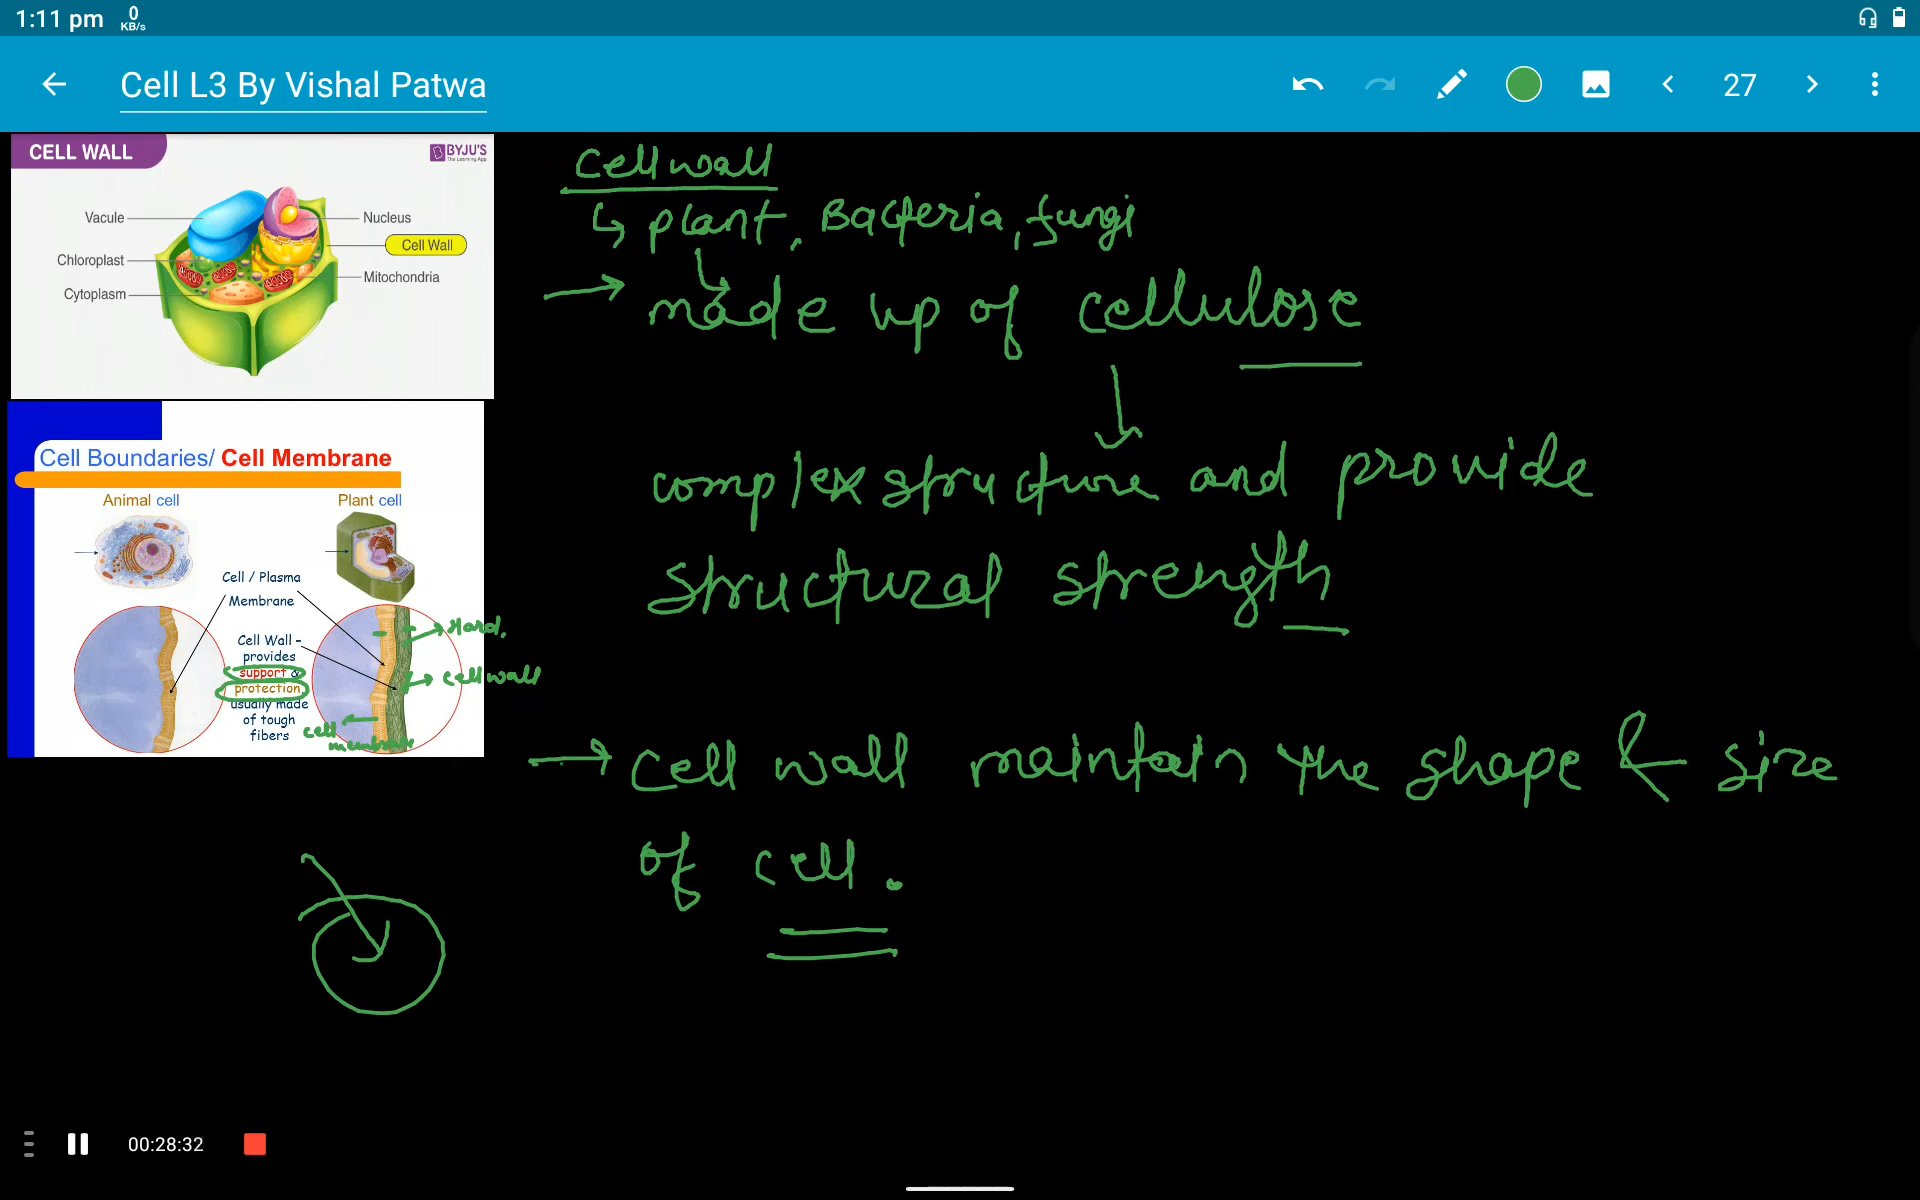 1:11 pm 0 KB/s
Cell L3 By Vishal Patwa
27
CELL WALL
BYJU'S
The Learning App
Vacule
Nucleus
Cell Wall
Chloroplast
Mitochondria
Cytoplasm
Cell Boundaries/ Cell Membrane
Animal cell
Plant cell
Cell / Plasma
Membrane
Cell Wall –
provides
support &
protection
usually made
of tough
fibers
Hard.
cell wall
cell
membrane
Cell wall
plant, Bacteria, fungi
made up of cellulose
complex structure and provide
structural strength
cell wall maintain the shape & size
of cell.
00:28:32